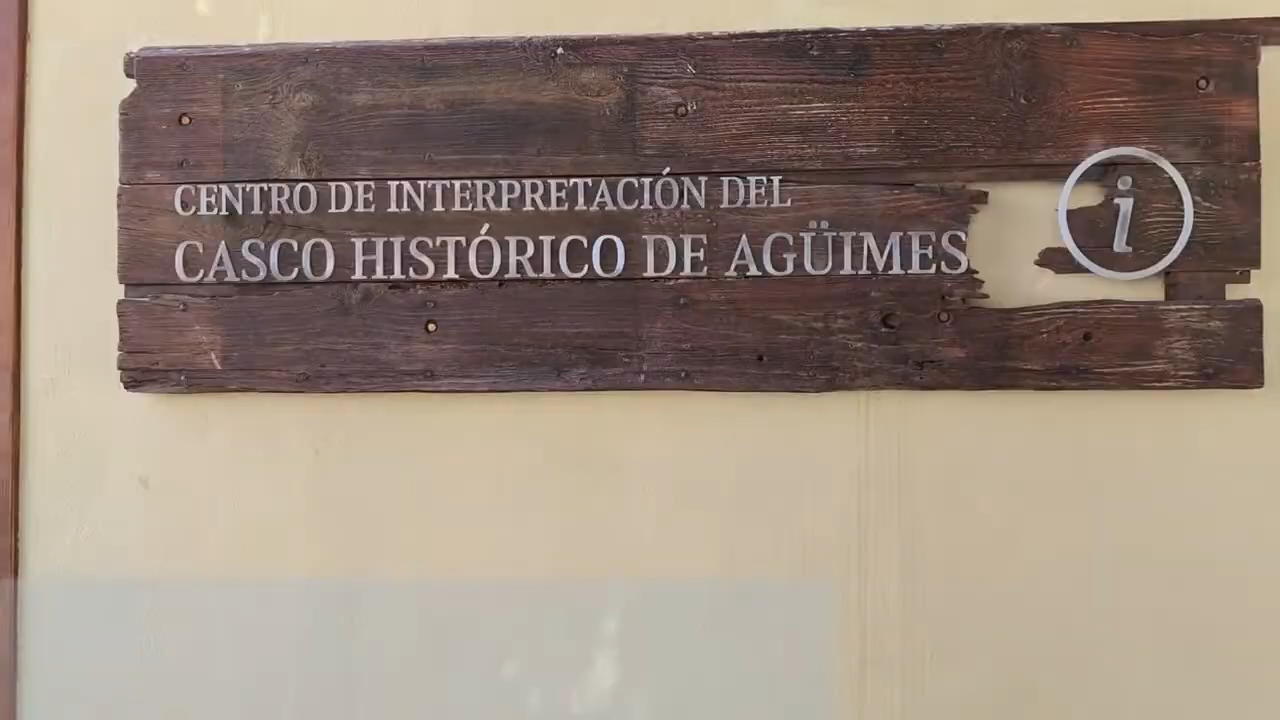 CENTRO DE INTERPRETACIÓN DEL
CASCO HISTÓRICO DE AGÜIMES
i